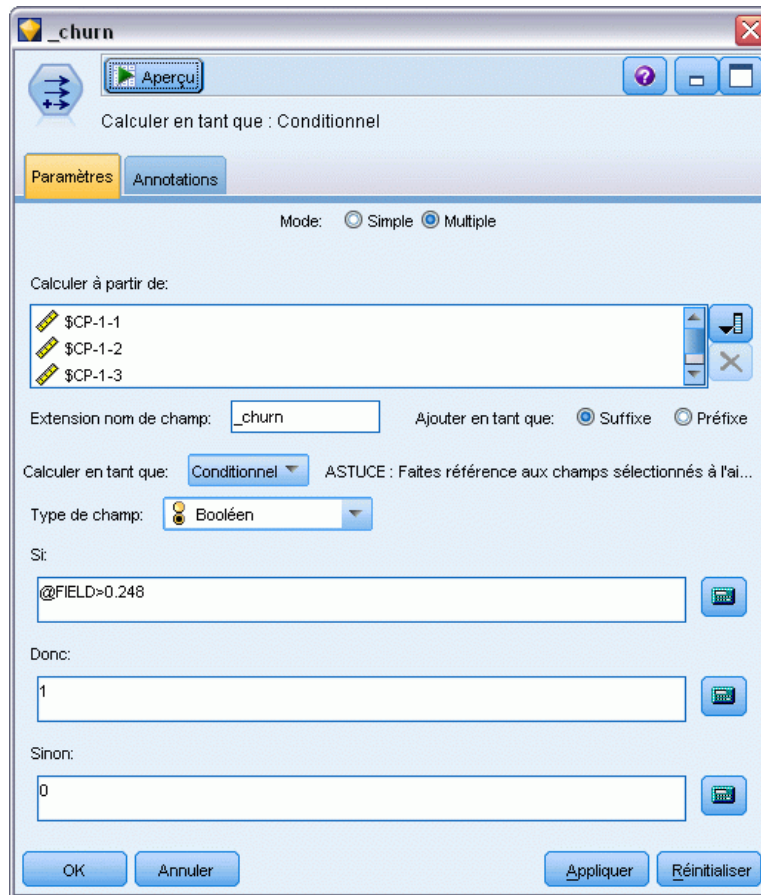 _churn
Aperçu
Calculer en tant que : Conditionnel
Paramètres Annotations
Mode: Simple Multiple
Calculer à partir de:
$CP-1-1
$CP-1-2
$CP-1-3
Extension nom de champ: _churn Ajouter en tant que: Suffixe Préfixe
Calculer en tant que: Conditionnel ASTUCE : Faites référence aux champs sélectionnés à l'ai...
Type de champ: Booléen
Si:
@FIELD>0.248
Donc:
1
Sinon:
0
OK Annuler Appliquer Réinitialiser